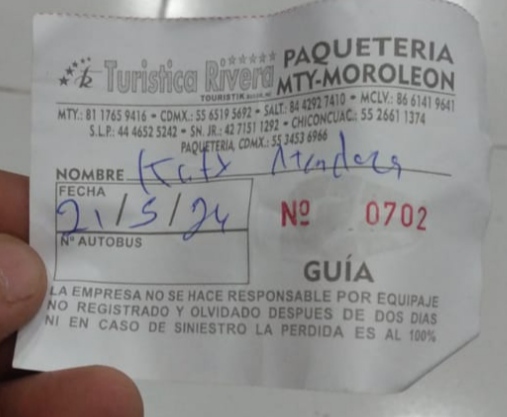 Turistica Rivera
TOURISTIK
PAQUETERIA
MTY-MOROLEON
MTY.: 81 1765 9416 • CDMX.: 55 6519 5692 • SALT: 84 4292 7410 • MCLV.: 86 6141 9641
S.L.P.: 44 4652 5242 • SN. JR.: 42 7151 1292 • CHICONCUAC.: 55 2661 1374
PAQUETERÍA, CDMX.: 55 3453 6966
NOMBRE Katy
FECHA
21/5/24
Nº 0702
Nº AUTOBUS
GUÍA
LA EMPRESA NO SE HACE RESPONSABLE POR EQUIPAJE
NO REGISTRADO Y OLVIDADO DESPUES DE DOS DIAS
NI EN CASO DE SINIESTRO LA PERDIDA ES AL 100%